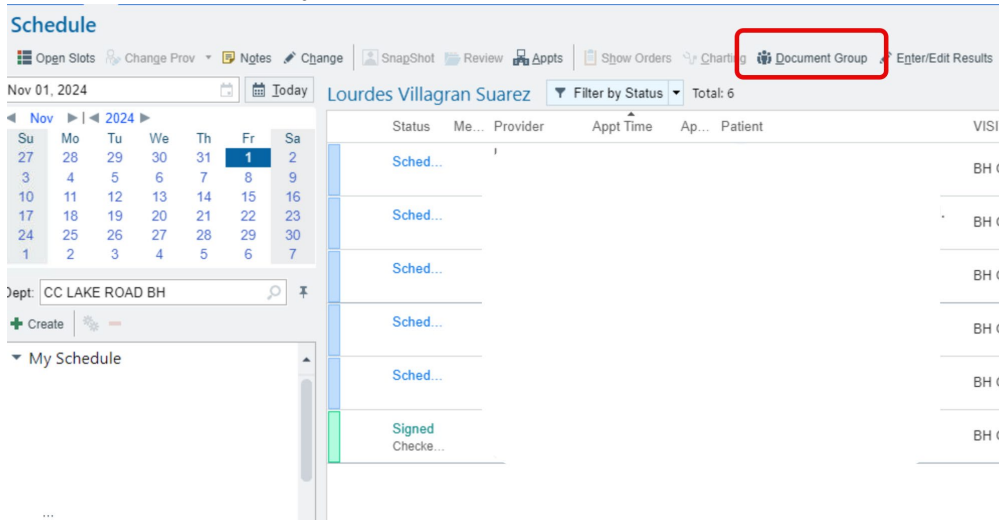 Schedule
Open Slots Change Prov Notes Change SnapShot Review Appts Show Orders Charting Document Group Enter/Edit Results
Nov 01, 2024 Today
Lourdes Villagran Suarez Filter by Status Total: 6
Nov 2024
Su Mo Tu We Th Fr Sa
27 28 29 30 31 1 2
3 4 5 6 7 8 9
10 11 12 13 14 15 16
17 18 19 20 21 22 23
24 25 26 27 28 29 30
1 2 3 4 5 6 7
Dept: CC LAKE ROAD BH
Create
My Schedule
...
Status Me... Provider Appt Time Ap... Patient VISI
Sched... BH
Sched... BH
Sched... BH
Sched... BH
Sched... BH
Signed BH
Checke...